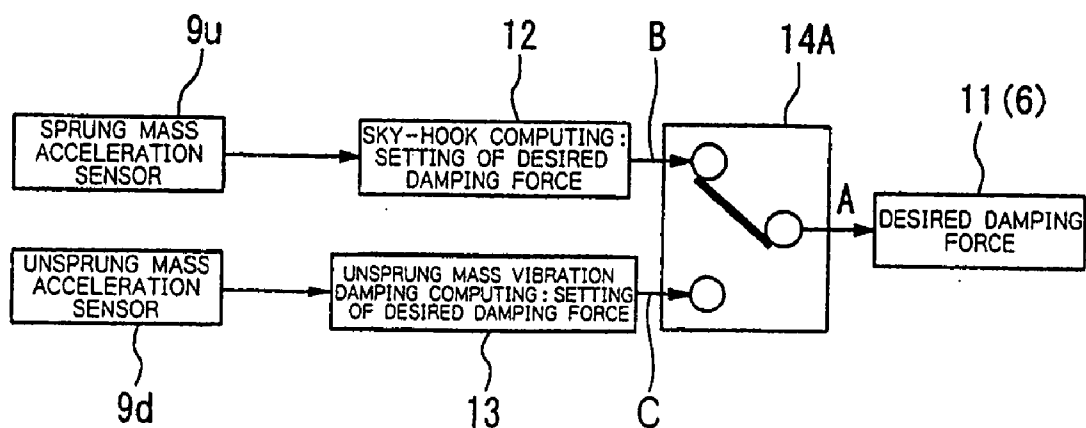 9u
12
B
14A
11(6)
SPRUNG MASS
ACCELERATION
SENSOR
SKY-HOOK COMPUTING:
SETTING OF DESIRED
DAMPING FORCE
A
DESIRED DAMPING
FORCE
UNSPRUNG MASS
ACCELERATION
SENSOR
UNSPRUNG MASS VIBRATION
DAMPING COMPUTING:SETTING
OF DESIRED DAMPING FORCE
9d
13
C